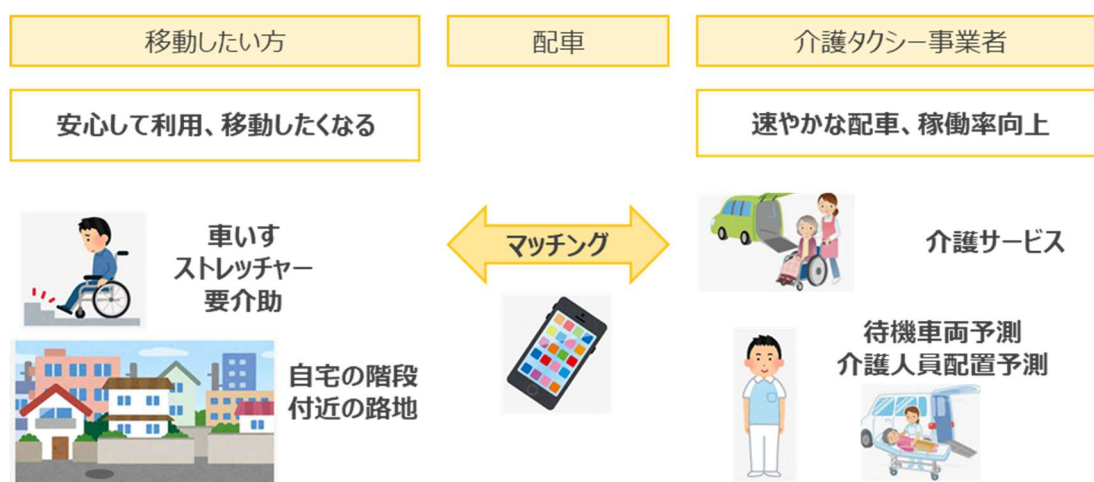 移動したい方
配車
介護タクシー事業者
安心して利用、移動したくなる
速やかな配車、稼働率向上
車いす
ストレッチャー
要介助
マッチング
介護サービス
自宅の階段
付近の路地
待機車両予測
介護人員配置予測